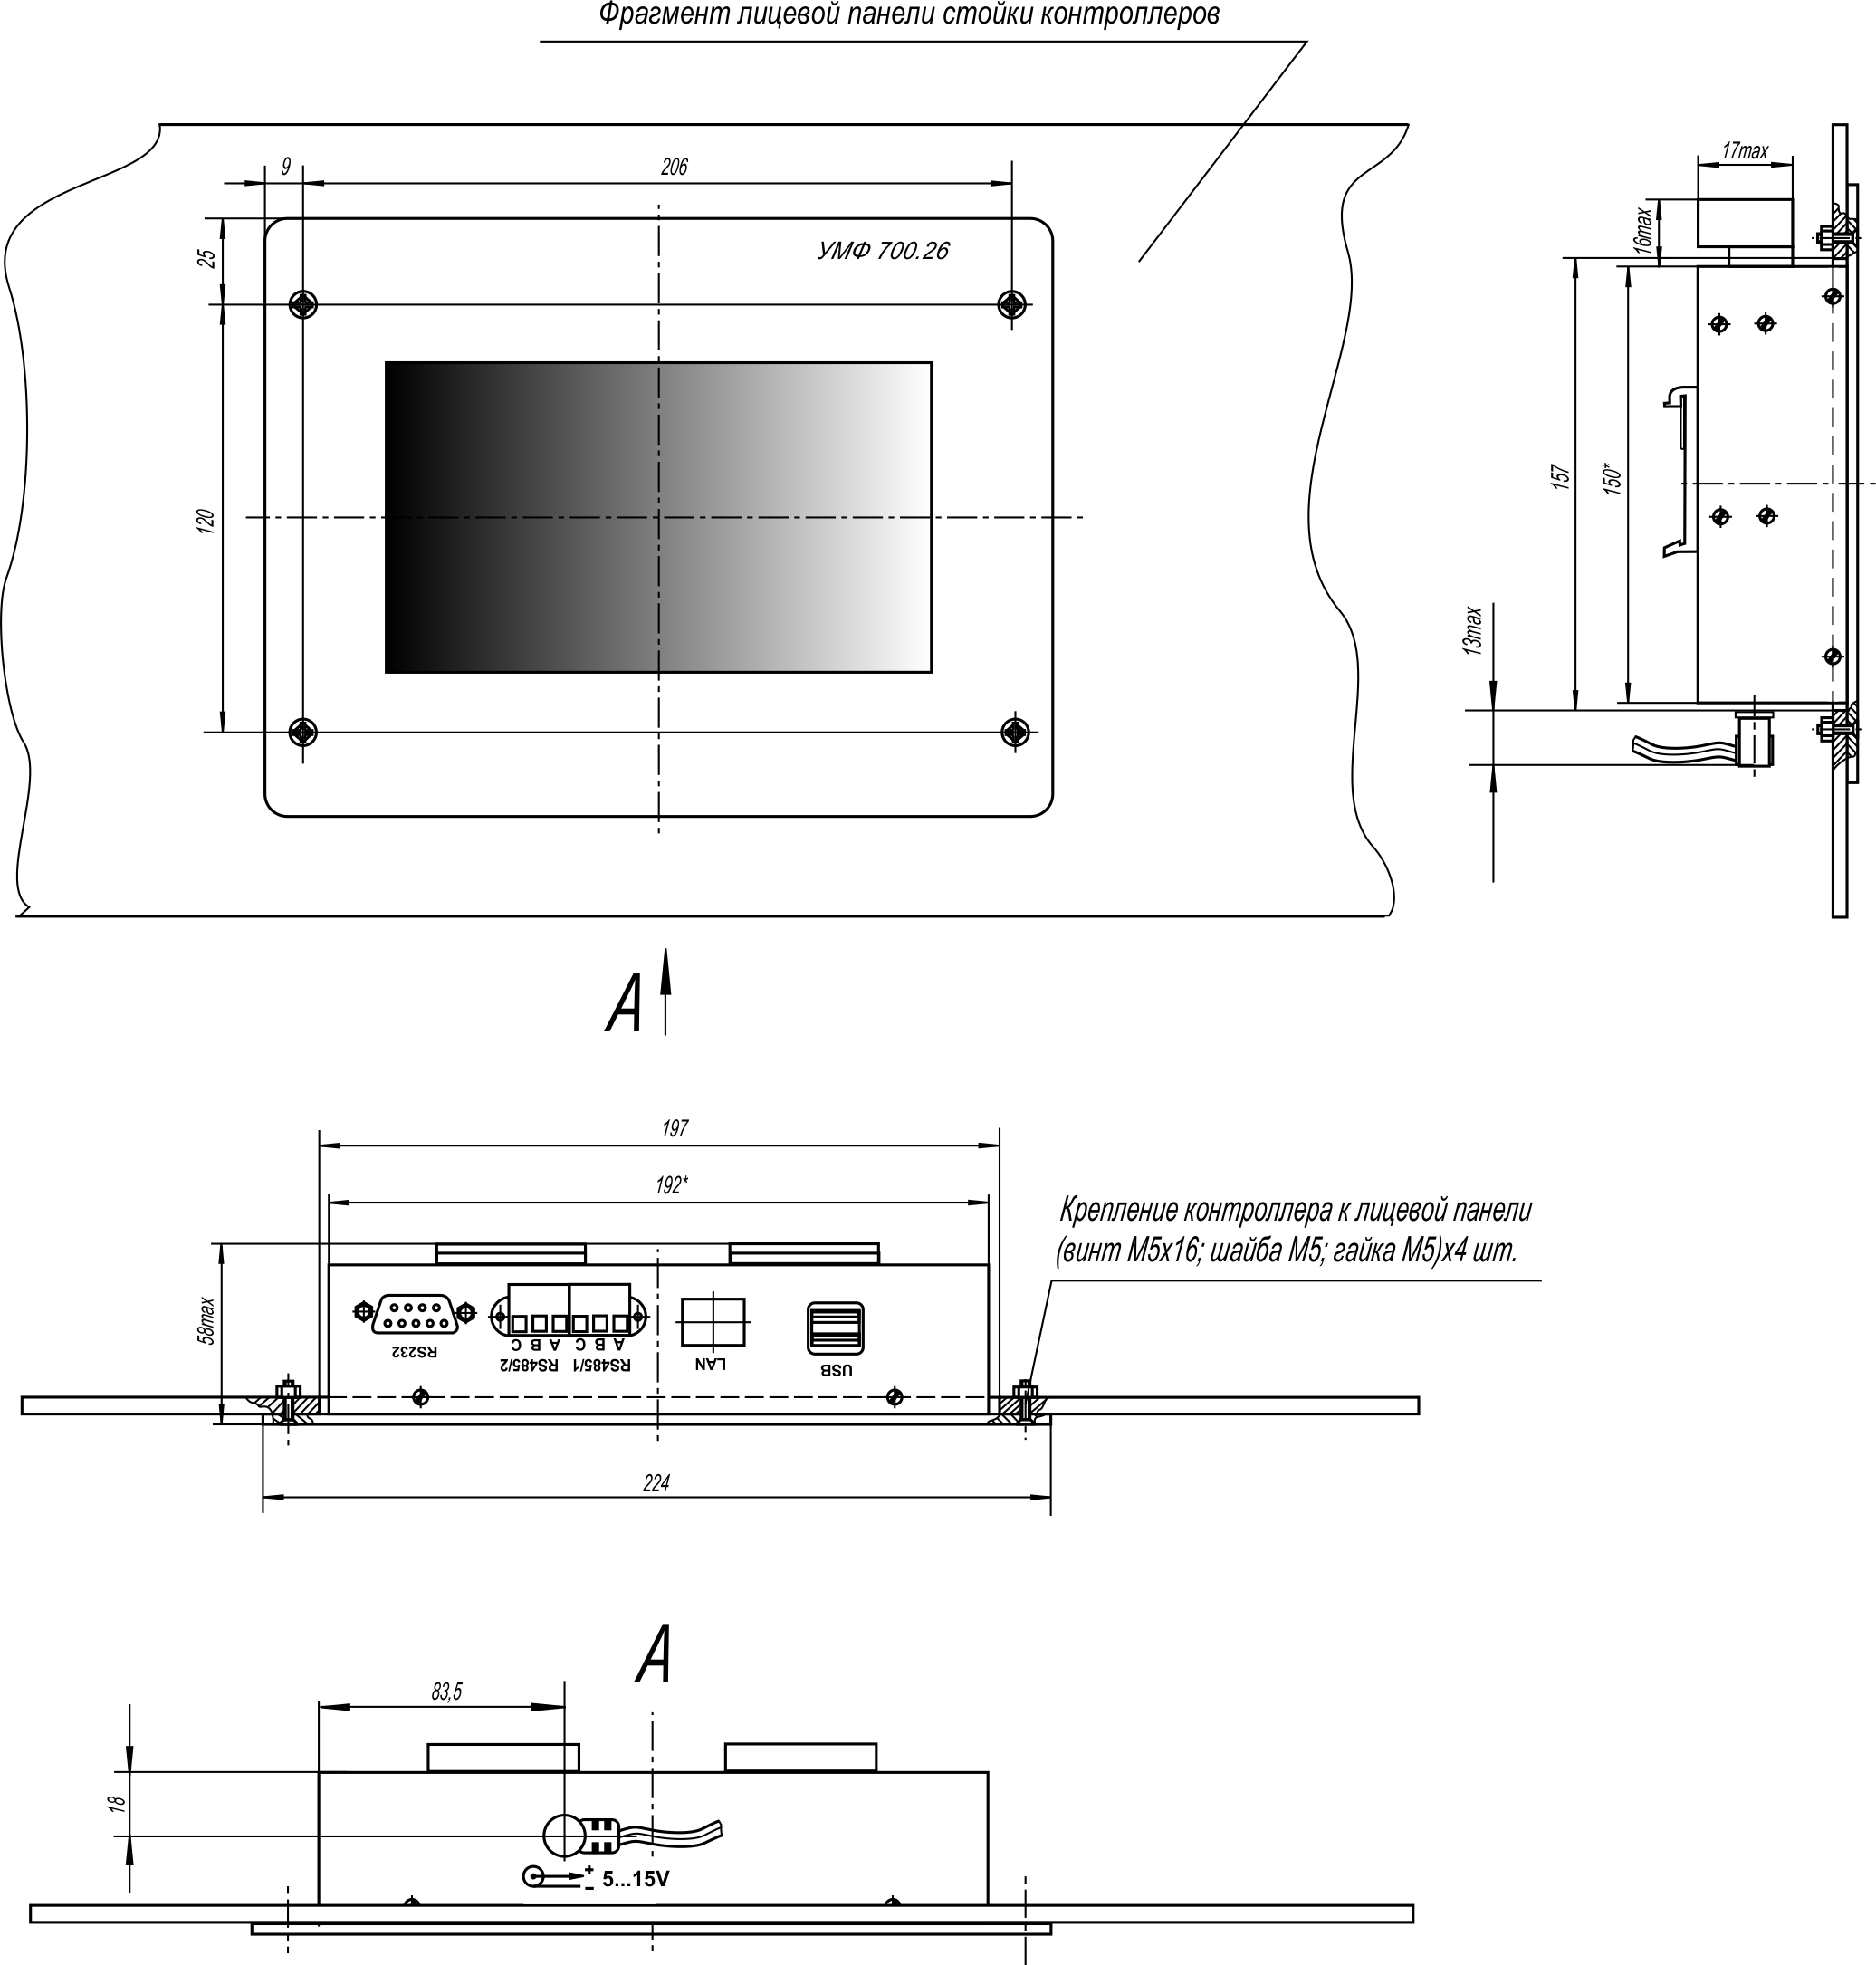 Фрагмент лицевой панели стойки контроллеров
9
206
17max
16max
25
УМФ 700.26
120
157
150*
13max
А
197
192*
Крепление контроллера к лицевой панели
(винт М5х16; шайба М5; гайка М5)х4 шт.
58max
RS232
C B A
C B A
RS485/2
RS485/1
LAN
USB
224
А
83,5
18
+
5...15V
–